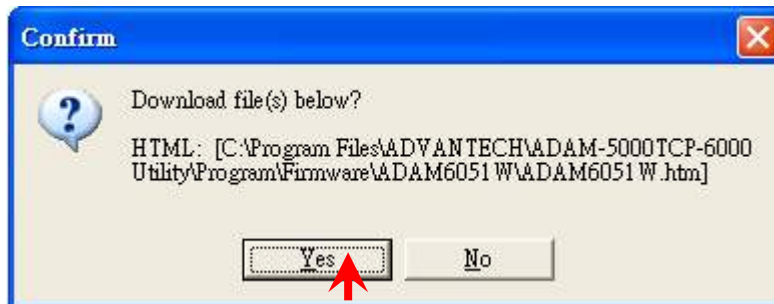 Confirm
Download file(s) below?
HTML: [C:\Program Files\ADVANTECH\ADAM-5000TCP-6000
Utility\Program\Firmware\ADAM6051W\ADAM6051W.htm]
Yes
No